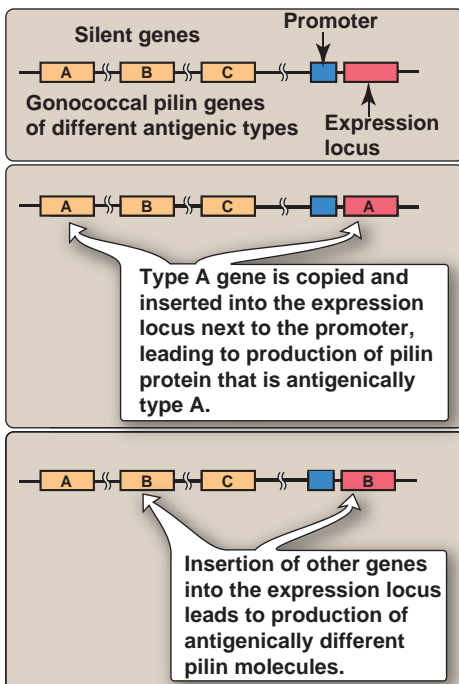 Silent genes
Promoter
A B C
Gonococcal pilin genes
of different antigenic types
Expression
locus
A B C A
Type A gene is copied and
inserted into the expression
locus next to the promoter,
leading to production of pilin
protein that is antigenically
type A.
A B C B
Insertion of other genes
into the expression locus
leads to production of
antigenically different
pilin molecules.